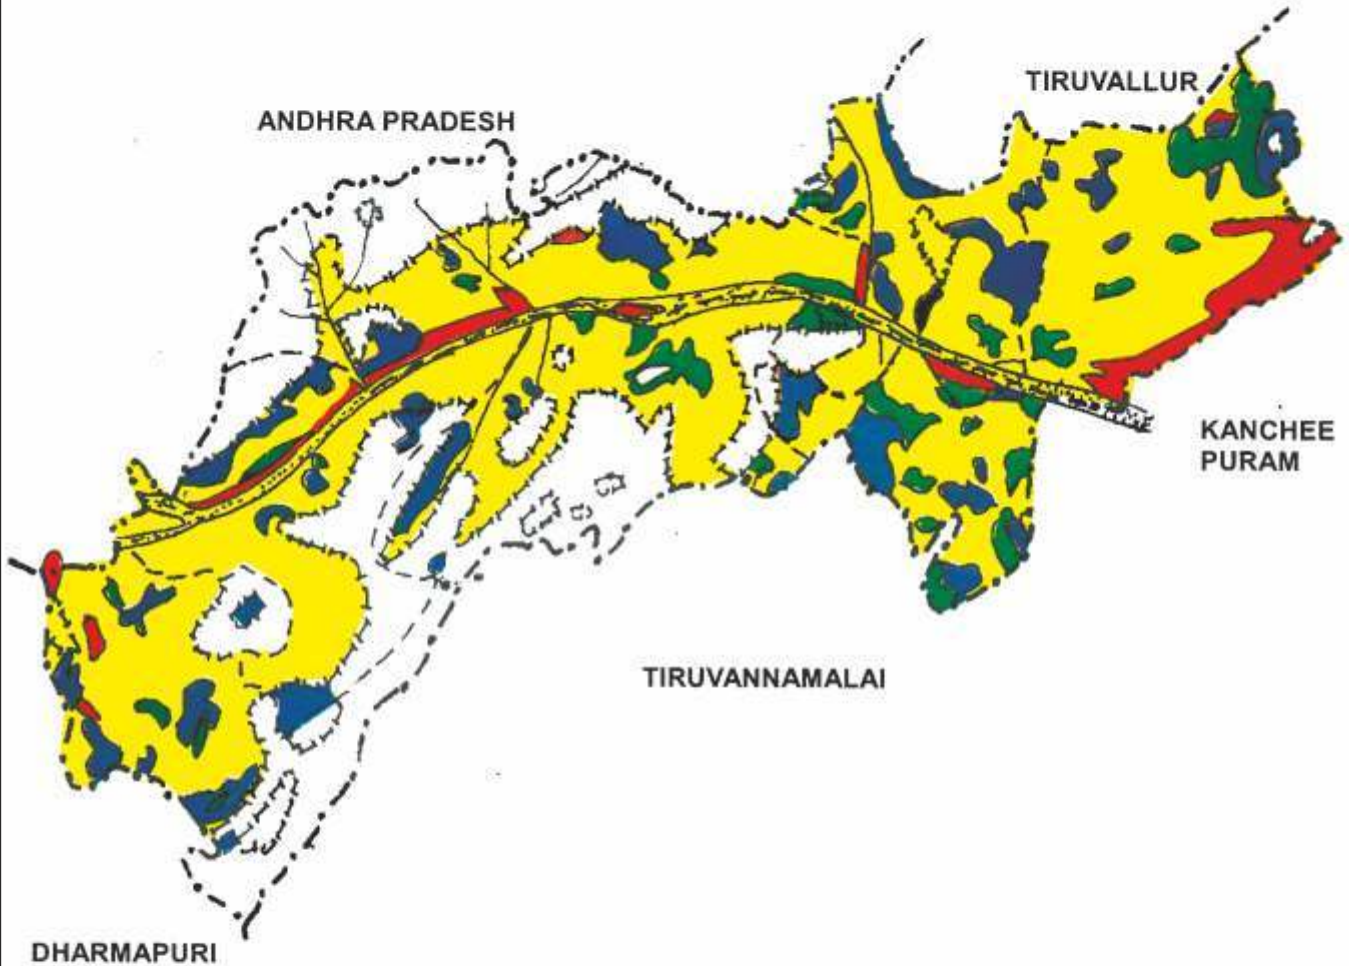 TIRUVALLUR
ANDHRA PRADESH
KANCHEE
PURAM
TIRUVANNAMALAI
DHARMAPURI